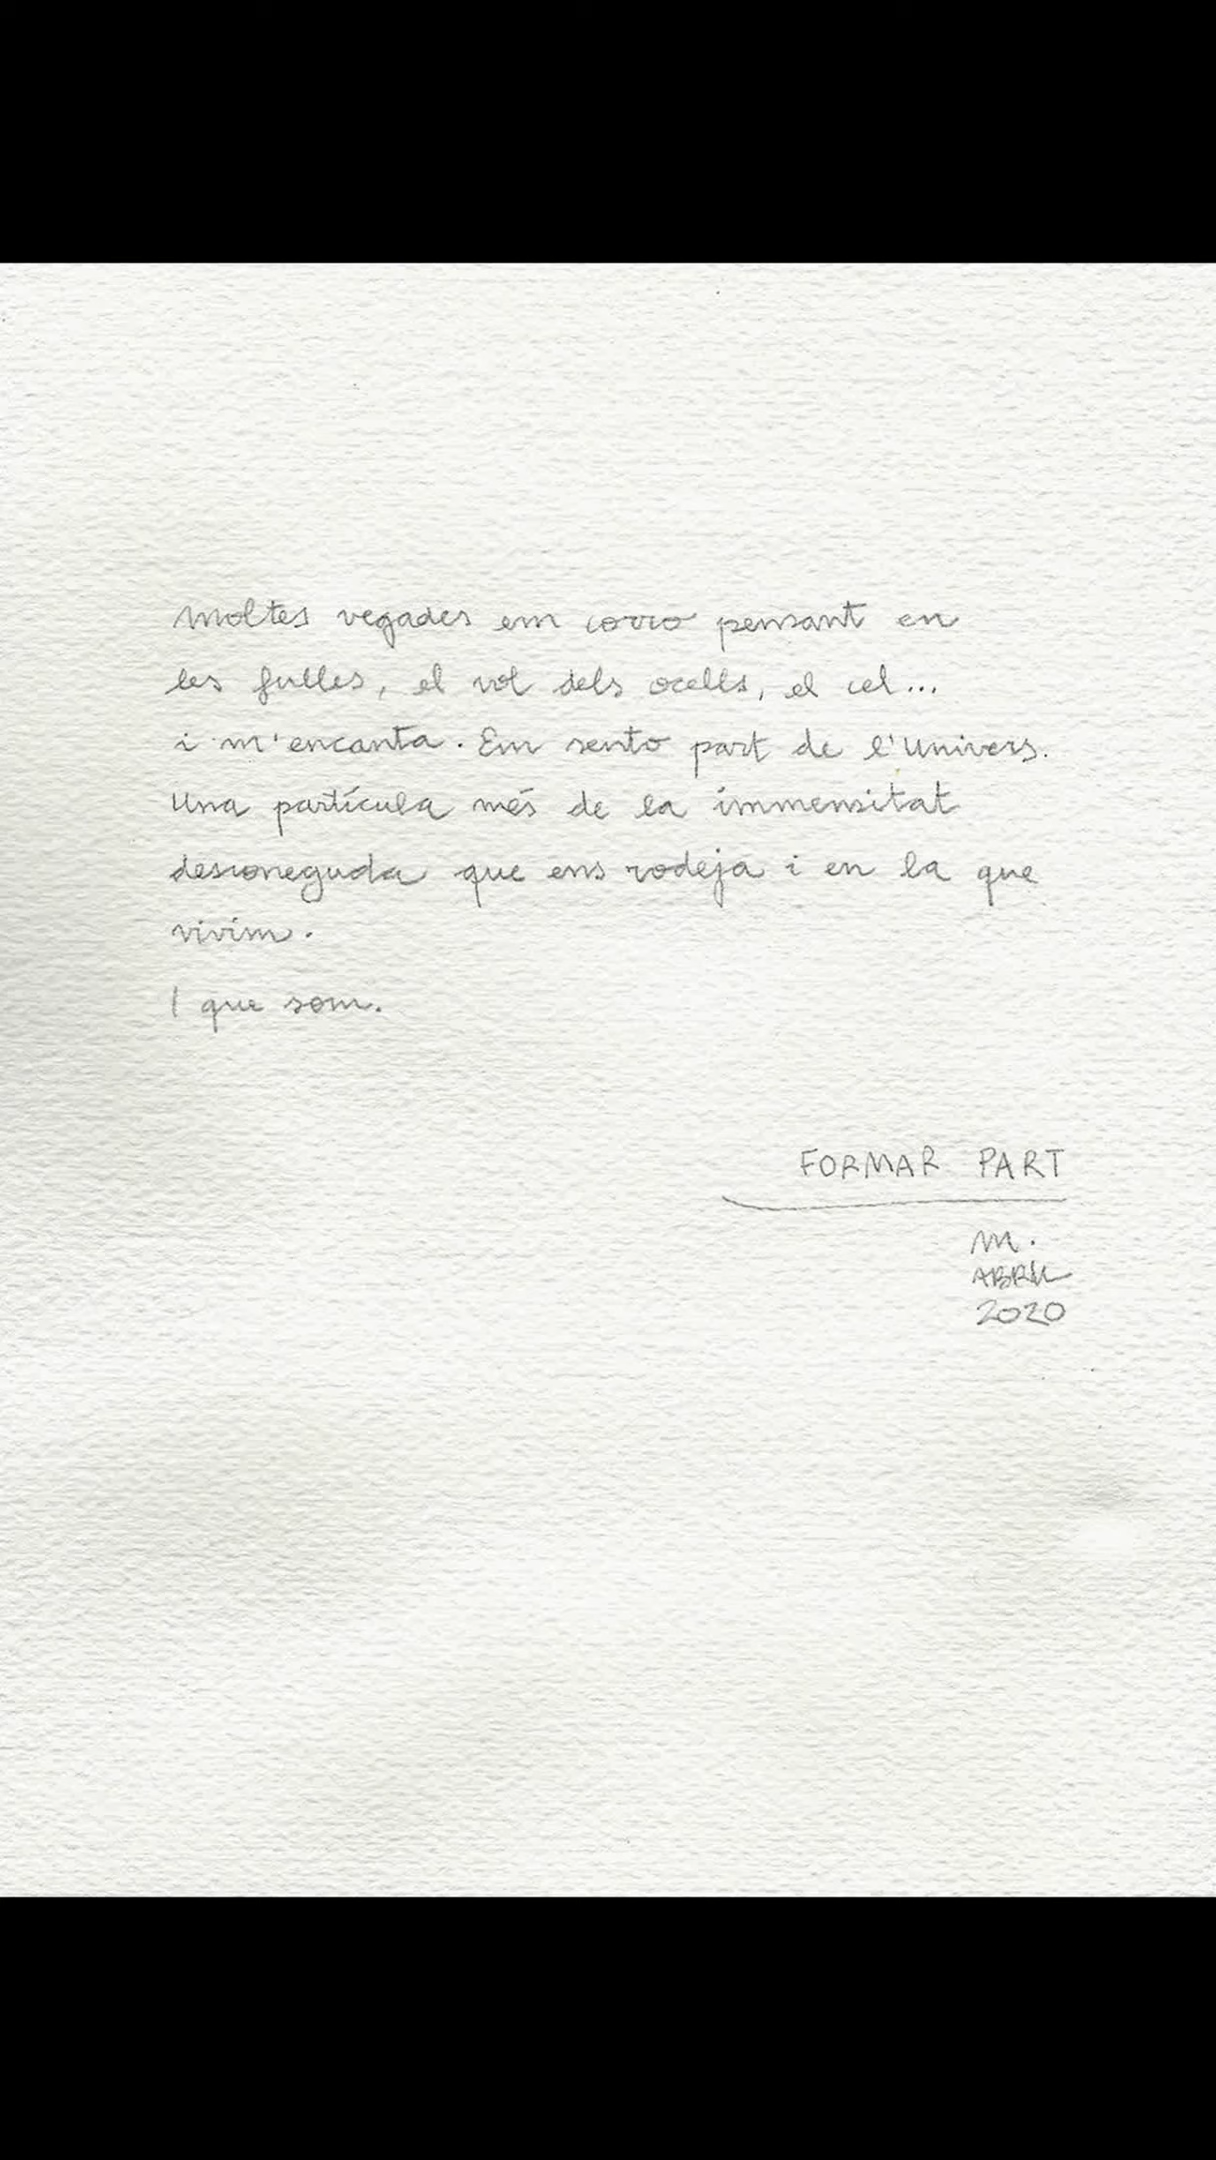 Moltes vegades em corro pensant en
les fulles, el vol dels ocells, el cel...
i m'encanta. Em sento part de l'Univers.
Una partícula més de la immensitat
desconeguda que ens rodeja i en la que
vivim.
I que som.
FORMAR PART
M.
ABRIL
2020